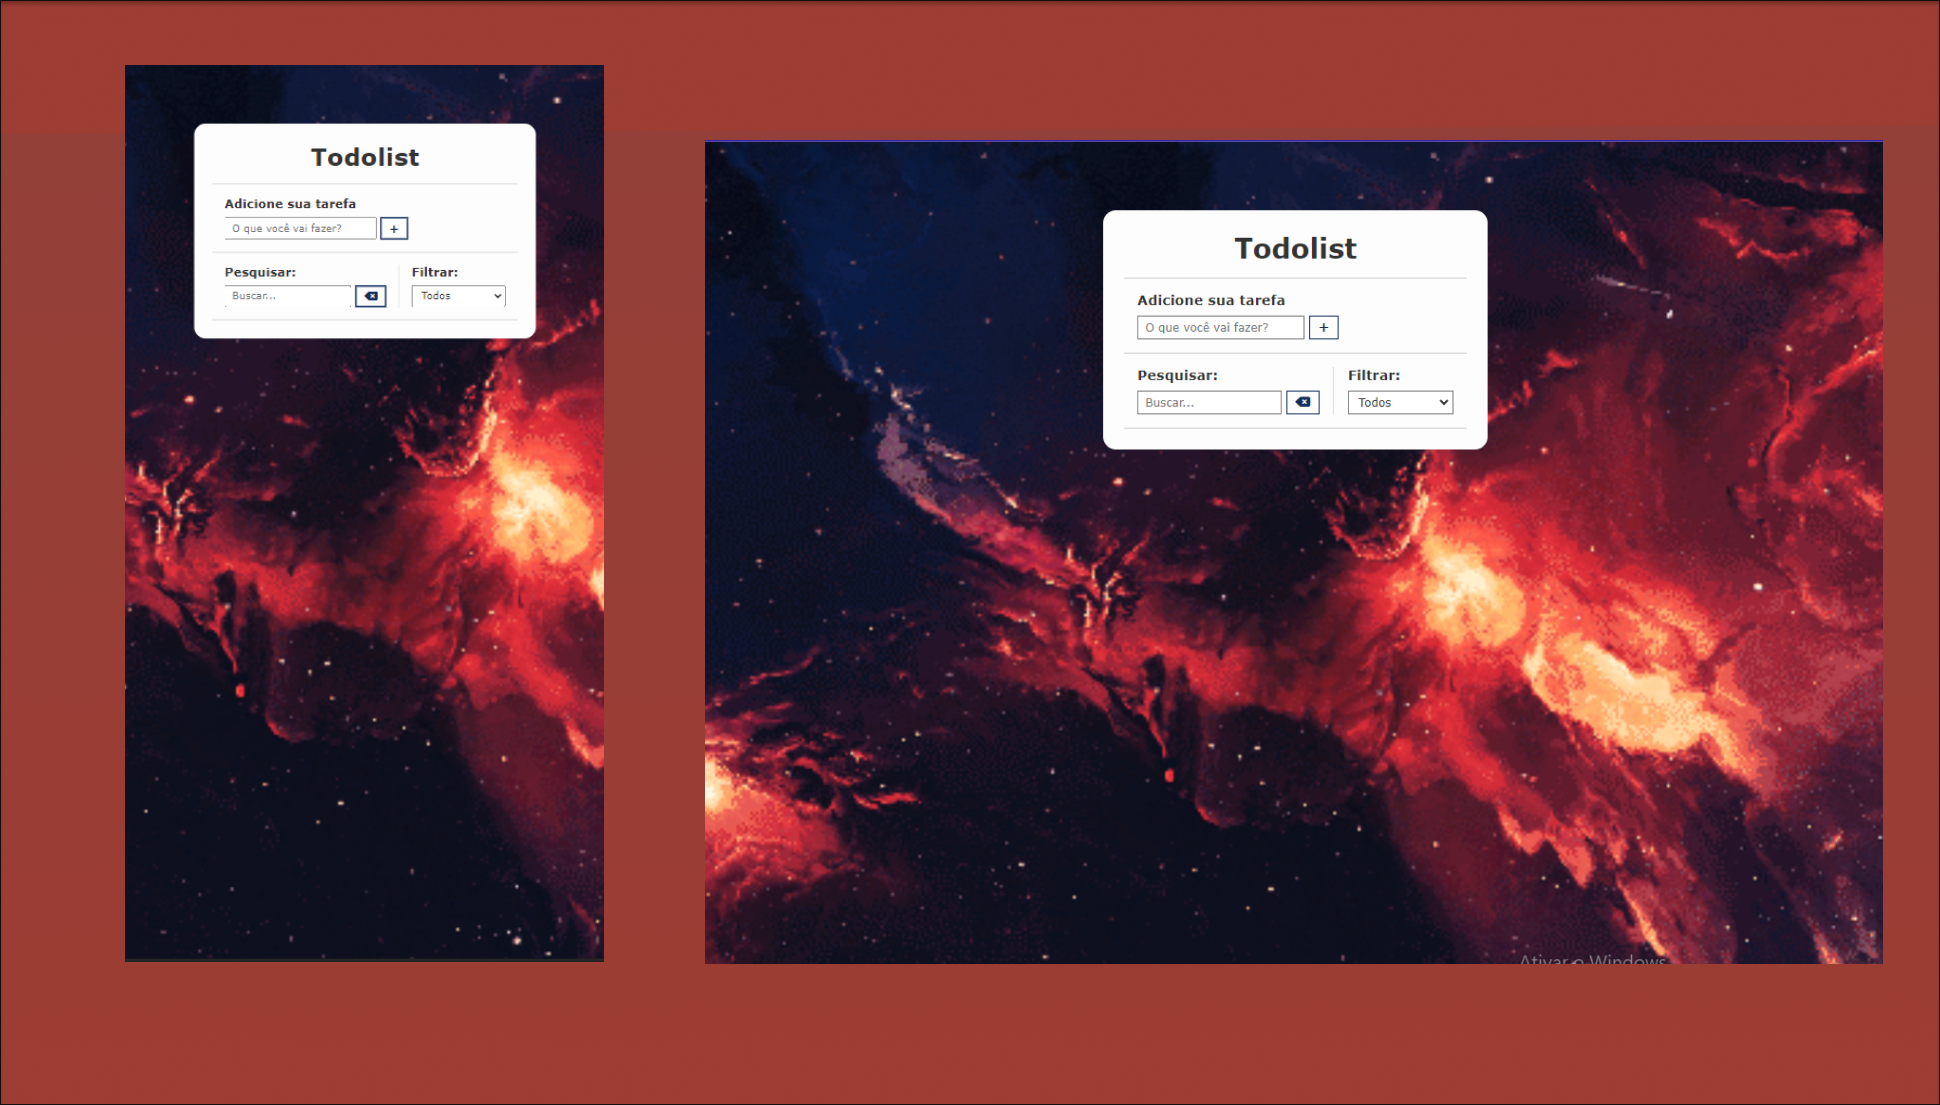 Todolist
Adicione sua tarefa
O que você vai fazer?
+
Pesquisar:
Filtrar:
Buscar...
Todos
Todolist
Adicione sua tarefa
O que você vai fazer?
+
Pesquisar:
Filtrar:
Buscar...
Todos
Ativar o Windows